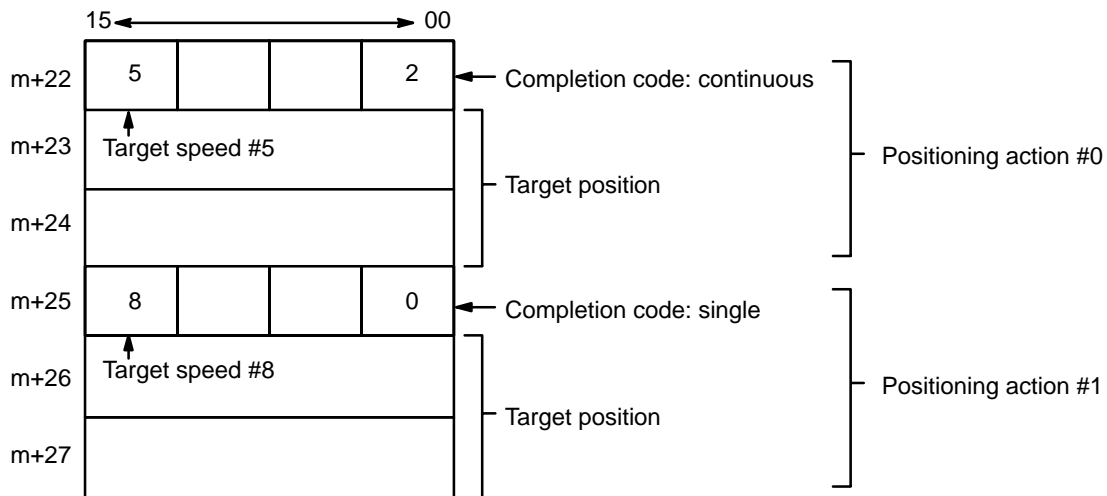 15 00
m+22 5 2 Completion code: continuous
Target speed #5
m+23
Positioning action #0
Target position
m+24
m+25 8 0 Completion code: single
Target speed #8
m+26
Positioning action #1
Target position
m+27